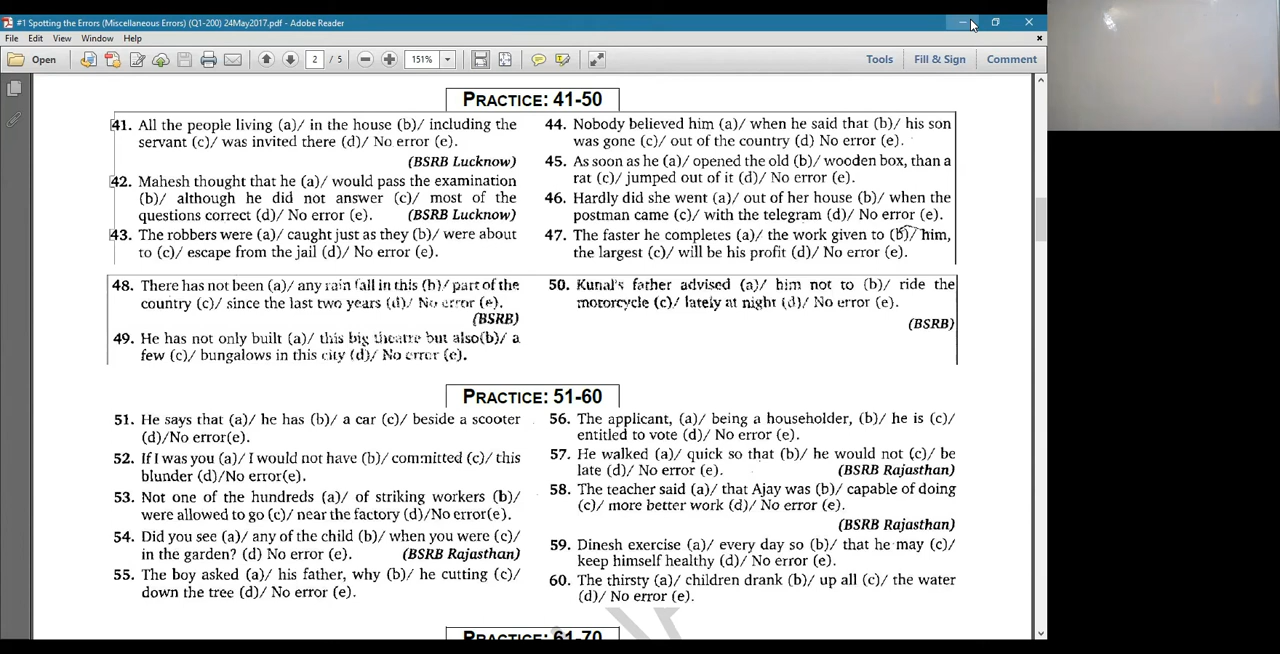 #1 Spotting the Errors (Miscellaneous Errors) (Q1-200) 24May2017.pdf - Adobe Reader
File Edit View Window Help
Open 2 / 5 151% Tools Fill & Sign Comment
PRACTICE: 41-50
41. All the people living (a)/ in the house (b)/ including the
servant (c)/ was invited there (d)/ No error (e).
(BSRB Lucknow)
42. Mahesh thought that he (a)/ would pass the examination
(b)/ although he did not answer (c)/ most of the
questions correct (d)/ No error (e). (BSRB Lucknow)
43. The robbers were (a)/ caught just as they (b)/ were about
to (c)/ escape from the jail (d)/ No error (e).
44. Nobody believed him (a)/ when he said that (b)/ his son
was gone (c)/ out of the country (d) No error (e).
45. As soon as he (a)/ opened the old (b)/ wooden box, than a
rat (c)/ jumped out of it (d)/ No error (e).
46. Hardly did she went (a)/ out of her house (b)/ when the
postman came (c)/ with the telegram (d)/ No error (e).
47. The faster he completes (a)/ the work given to (b)/ him,
the largest (c)/ will be his profit (d)/ No error (e).
48. There has not been (a)/ any rain fall in this (b)/ part of the
country (c)/ since the last two years (d)/ No error (e).
(BSRB)
49. He has not only built (a)/ this big theatre but also(b)/ a
few (c)/ bungalows in this city (d)/ No error (e).
50. Kunal's father advised (a)/ him not to (b)/ ride the
motorcycle (c)/ lately at night (d)/ No error (e).
(BSRB)
PRACTICE: 51-60
51. He says that (a)/ he has (b)/ a car (c)/ beside a scooter
(d)/No error(e).
52. If I was you (a)/ I would not have (b)/ committed (c)/ this
blunder (d)/No error(e).
53. Not one of the hundreds (a)/ of striking workers (b)/
were allowed to go (c)/ near the factory (d)/No error(e).
54. Did you see (a)/ any of the child (b)/ when you were (c)/
in the garden? (d) No error (e). (BSRB Rajasthan)
55. The boy asked (a)/ his father, why (b)/ he cutting (c)/
down the tree (d)/ No error (e).
56. The applicant, (a)/ being a householder, (b)/ he is (c)/
entitled to vote (d)/ No error (e).
57. He walked (a)/ quick so that (b)/ he would not (c)/ be
late (d)/ No error (e). (BSRB Rajasthan)
58. The teacher said (a)/ that Ajay was (b)/ capable of doing
(c)/ more better work (d)/ No error (e).
(BSRB Rajasthan)
59. Dinesh exercise (a)/ every day so (b)/ that he may (c)/
keep himself healthy (d)/ No error (e).
60. The thirsty (a)/ children drank (b)/ up all (c)/ the water
(d)/ No error (e).
PRACTICE: 61-70